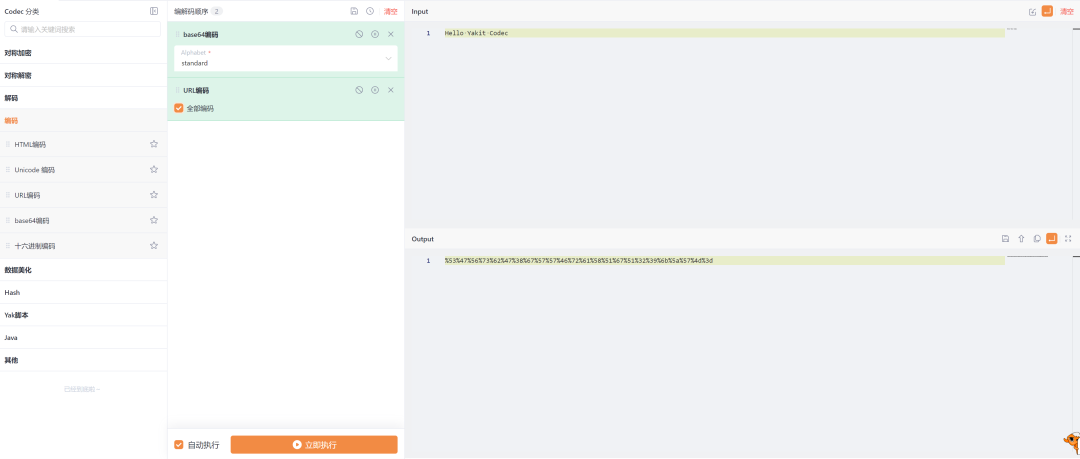 Codec 分类
请输入关键词搜索
对称加密
对称解密
解码
编码
HTML编码
Unicode 编码
URL编码
base64编码
十六进制编码
数据美化
Hash
Yak脚本
Java
其他
已经到底啦~
编解码顺序 2 清空
base64编码
Alphabet *
standard
URL编码
全部编码
自动执行
立即执行
Input 清空
1 Hello Yakit Codec
Output
1 %53%47%56%73%62%47%38%67%57%57%46%72%61%58%51%67%51%32%39%6b%5a%57%4d%3d